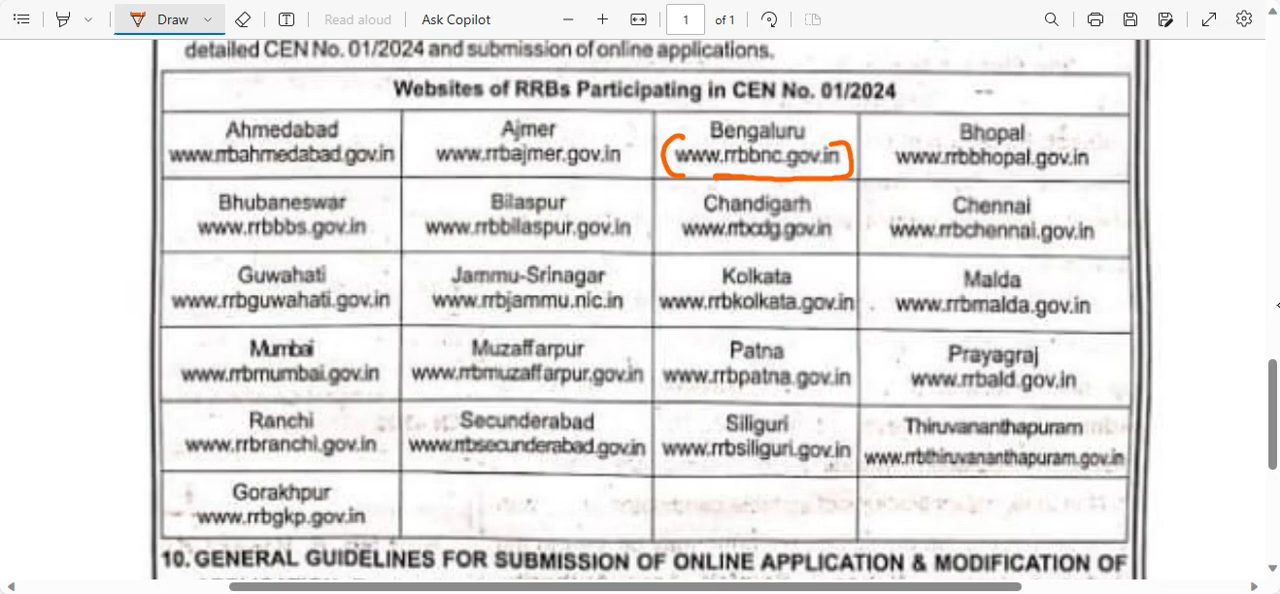 Draw
Read aloud
Ask Copilot
1 of 1
detailed CEN No. 01/2024 and submission of online applications.
Websites of RRBs Participating in CEN No. 01/2024
Ahmedabad
www.rrbahmedabad.gov.in
Ajmer
www.rrbajmer.gov.in
Bengaluru
www.rrbbnc.gov.in
Bhopal
www.rrbbhopal.gov.in
Bhubaneswar
www.rrbbbs.gov.in
Bilaspur
www.rrbbilaspur.gov.in
Chandigarh
www.rrbcdg.gov.in
Chennai
www.rrbchennai.gov.in
Guwahati
www.rrbguwahati.gov.in
Jammu-Srinagar
www.rrbjammu.nic.in
Kolkata
www.rrbkolkata.gov.in
Malda
www.rrbmalda.gov.in
Mumbai
www.rrbmumbai.gov.in
Muzaffarpur
www.rrbmuzaffarpur.gov.in
Patna
www.rrbpatna.gov.in
Prayagraj
www.rrbald.gov.in
Ranchi
www.rrbranchi.gov.in
Secunderabad
www.rrbsecunderabad.gov.in
Siliguri
www.rrbsiliguri.gov.in
Thiruvananthapuram
www.rrbthiruvananthapuram.gov.in
Gorakhpur
www.rrbgkp.gov.in
10. GENERAL GUIDELINES FOR SUBMISSION OF ONLINE APPLICATION & MODIFICATION OF